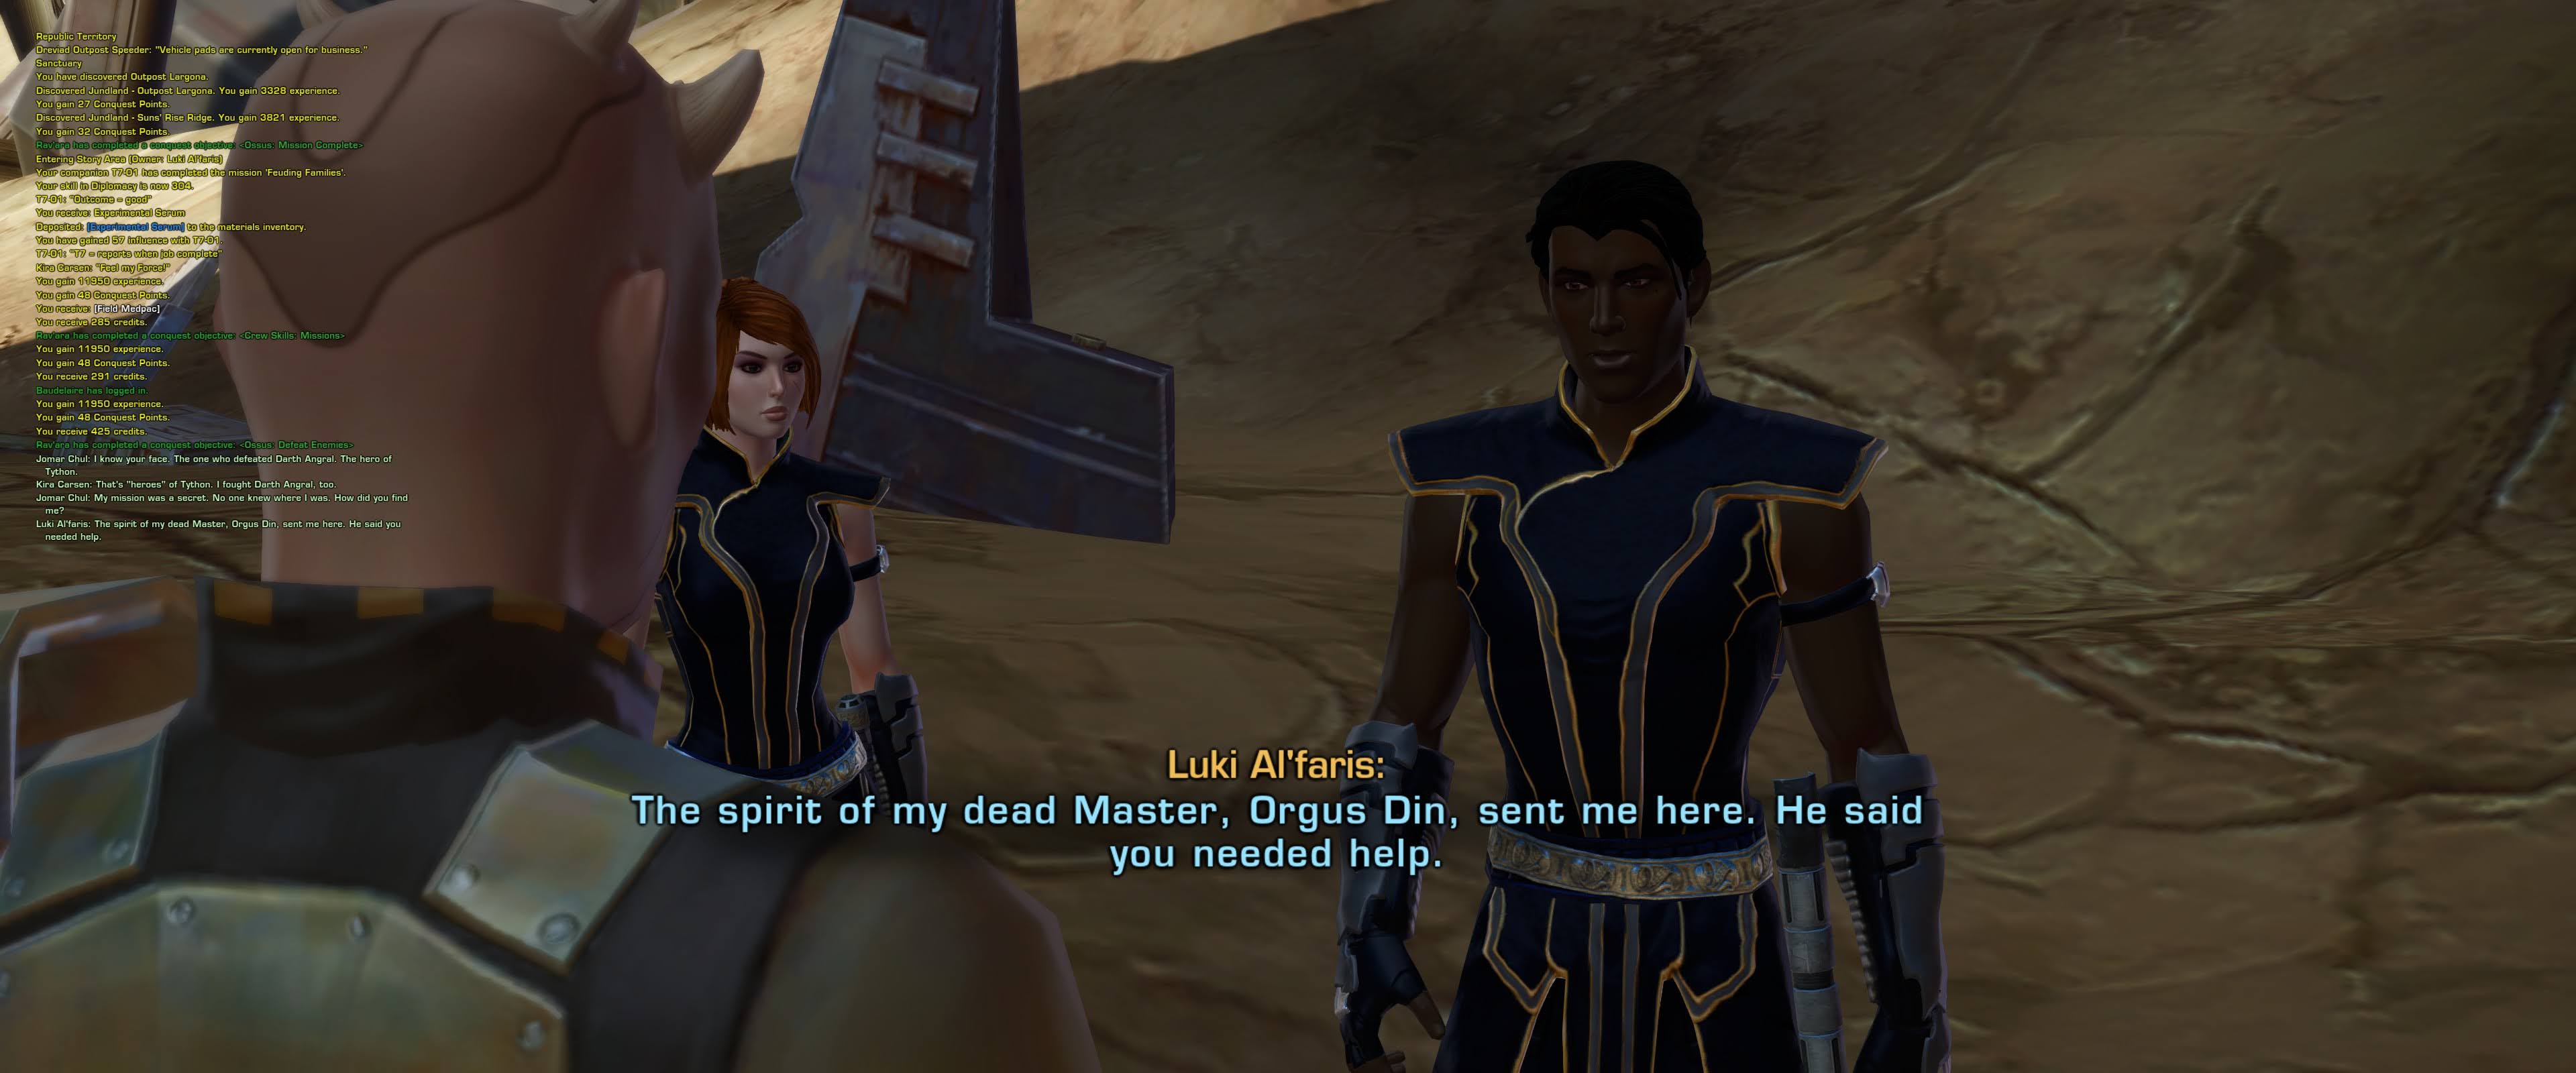 Republic Territory
Dreviad Outpost Speeder: "Vehicle pads are currently open for business."
Sanctuary
You have discovered Outpost Largona.
Discovered Jundland - Outpost Largona. You gain 3328 experience.
You gain 27 Conquest Points.
Discovered Jundland - Suns' Rise Ridge. You gain 3821 experience.
You gain 32 Conquest Points.
Rav'ara has completed a conquest objective: <Ossus: Mission Complete>
Entering Story Area (Owner: Luki Al'faris)
Your companion T7-01 has completed the mission 'Feuding Families'.
Your skill in Diplomacy is now 304.
T7-01: "Outcome = good"
You receive: Experimental Serum
Deposited: [Experimental Serum] to the materials inventory.
You have gained 57 influence with T7-01.
T7-01: "T7 = reports when job complete"
Kira Carsen: "Feel my Force!"
You gain 11950 experience.
You gain 48 Conquest Points.
You receive: [Field Medpac]
You receive 285 credits.
Rav'ara has completed a conquest objective: <Crew Skills: Missions>
You gain 11950 experience.
You gain 48 Conquest Points.
You receive 291 credits.
Baudelaire has logged in.
You gain 11950 experience.
You gain 48 Conquest Points.
You receive 425 credits.
Rav'ara has completed a conquest objective: <Ossus: Defeat Enemies>
Jomar Chul: I know your face. The one who defeated Darth Angral. The hero of
Tython.
Kira Carsen: That's "heroes" of Tython. I fought Darth Angral, too.
Jomar Chul: My mission was a secret. No one knew where I was. How did you find
me?
Luki Al'faris: The spirit of my dead Master, Orgus Din, sent me here. He said you
needed help.
Luki Al'faris:
The spirit of my dead Master, Orgus Din, sent me here. He said
you needed help.